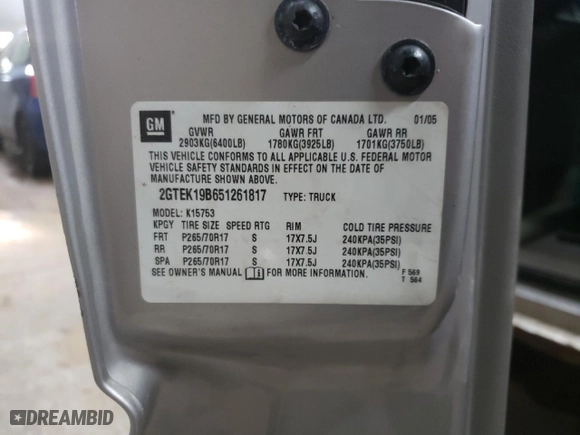 GM
MFD BY GENERAL MOTORS OF CANADA LTD. 01/05
GVWR GAWR FRT GAWR RR
2903KG(6400LB) 1780KG(3925LB) 1701KG(3750LB)
THIS VEHICLE CONFORMS TO ALL APPLICABLE U.S. FEDERAL MOTOR
VEHICLE SAFETY STANDARDS IN EFFECT ON THE DATE OF
MANUFACTURE SHOWN ABOVE.
2GTEK19B651261817 TYPE: TRUCK
MODEL: K15753
KPGY TIRE SIZE SPEED RTG RIM COLD TIRE PRESSURE
FRT P265/70R17 S 17X7.5J 240KPA(35PSI)
RR P265/70R17 S 17X7.5J 240KPA(35PSI)
SPA P265/70R17 S 17X7.5J 240KPA(35PSI)
SEE OWNER'S MANUAL FOR MORE INFORMATION.
F 569
T 564
DREAMBID